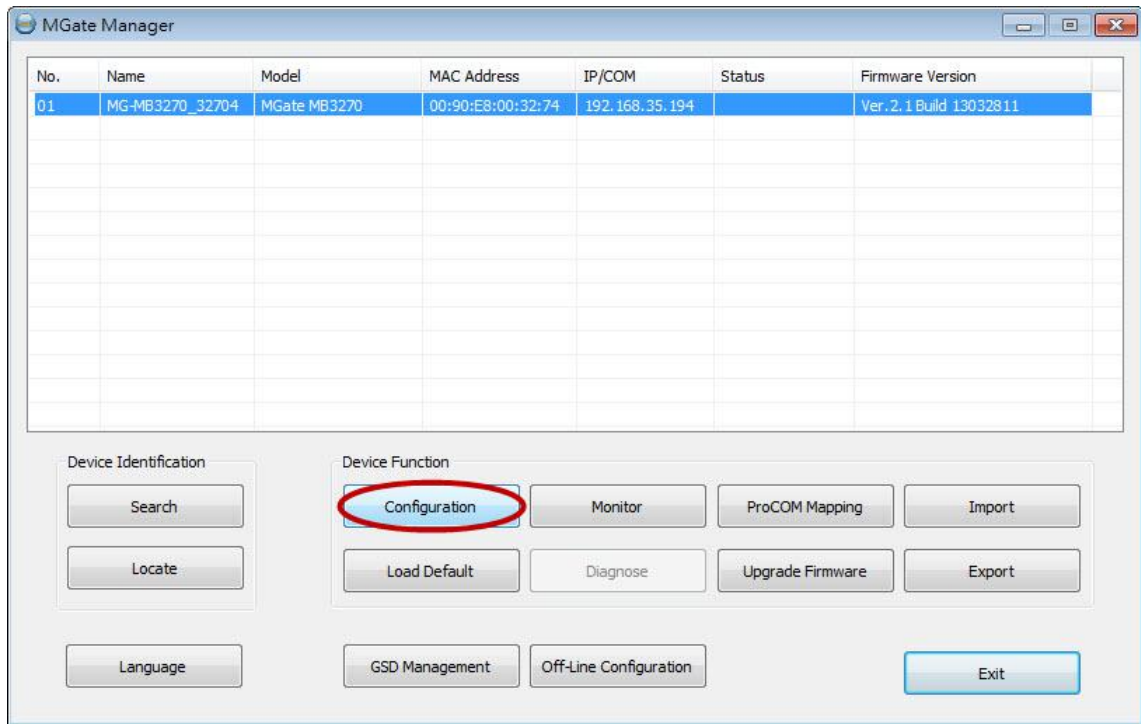 MGate Manager
No. Name Model MAC Address IP/COM Status Firmware Version
01 MG-MB3270_32704 MGate MB3270 00:90:E8:00:32:74 192.168.35.194 Ver.2.1 Build 13032811
Device Identification Device Function
Search Configuration Monitor ProCOM Mapping Import
Locate Load Default Diagnose Upgrade Firmware Export
Language GSD Management Off-Line Configuration Exit